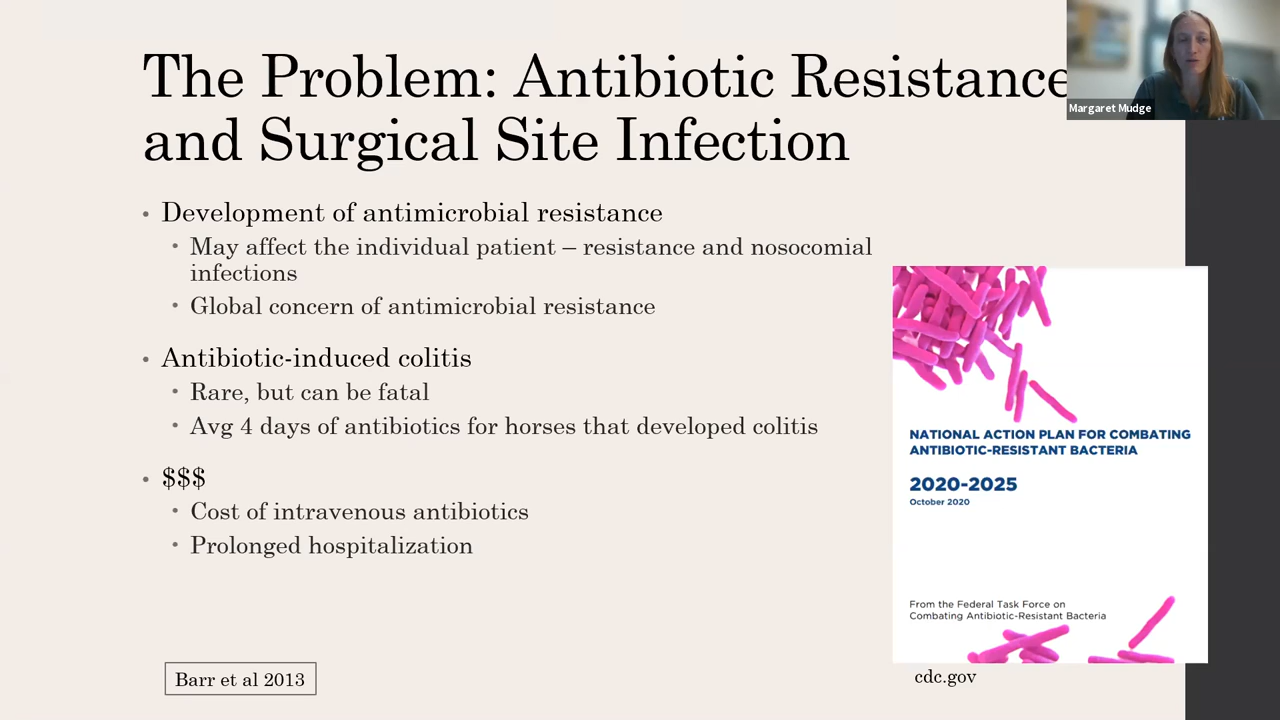 The Problem: Antibiotic Resistance
and Surgical Site Infection
Margaret Mudge
• Development of antimicrobial resistance
• May affect the individual patient – resistance and nosocomial
infections
• Global concern of antimicrobial resistance
• Antibiotic-induced colitis
• Rare, but can be fatal
• Avg 4 days of antibiotics for horses that developed colitis
• $$$
• Cost of intravenous antibiotics
• Prolonged hospitalization
NATIONAL ACTION PLAN FOR COMBATING
ANTIBIOTIC-RESISTANT BACTERIA
2020-2025
October 2020
From the Federal Task Force on
Combating Antibiotic-Resistant Bacteria
Barr et al 2013
cdc.gov